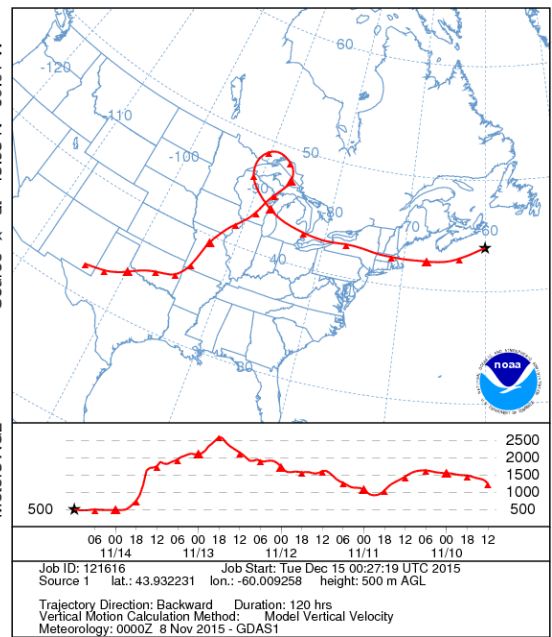 60
-120
-110
-100
50
90
80
70
60
40
80
noaa
2500
2000
1500
1000
500
500
06 00 18 12 06 00 18 12 06 00 18 12 06 00 18 12 06 00 18 12
11/14 11/13 11/12 11/11 11/10
Job ID: 121616 Job Start: Tue Dec 15 00:27:19 UTC 2015
Source 1 lat.: 43.932231 lon.: -60.009258 height: 500 m AGL
Trajectory Direction: Backward Duration: 120 hrs
Vertical Motion Calculation Method: Model Vertical Velocity
Meteorology: 0000Z 8 Nov 2015 - GDAS1